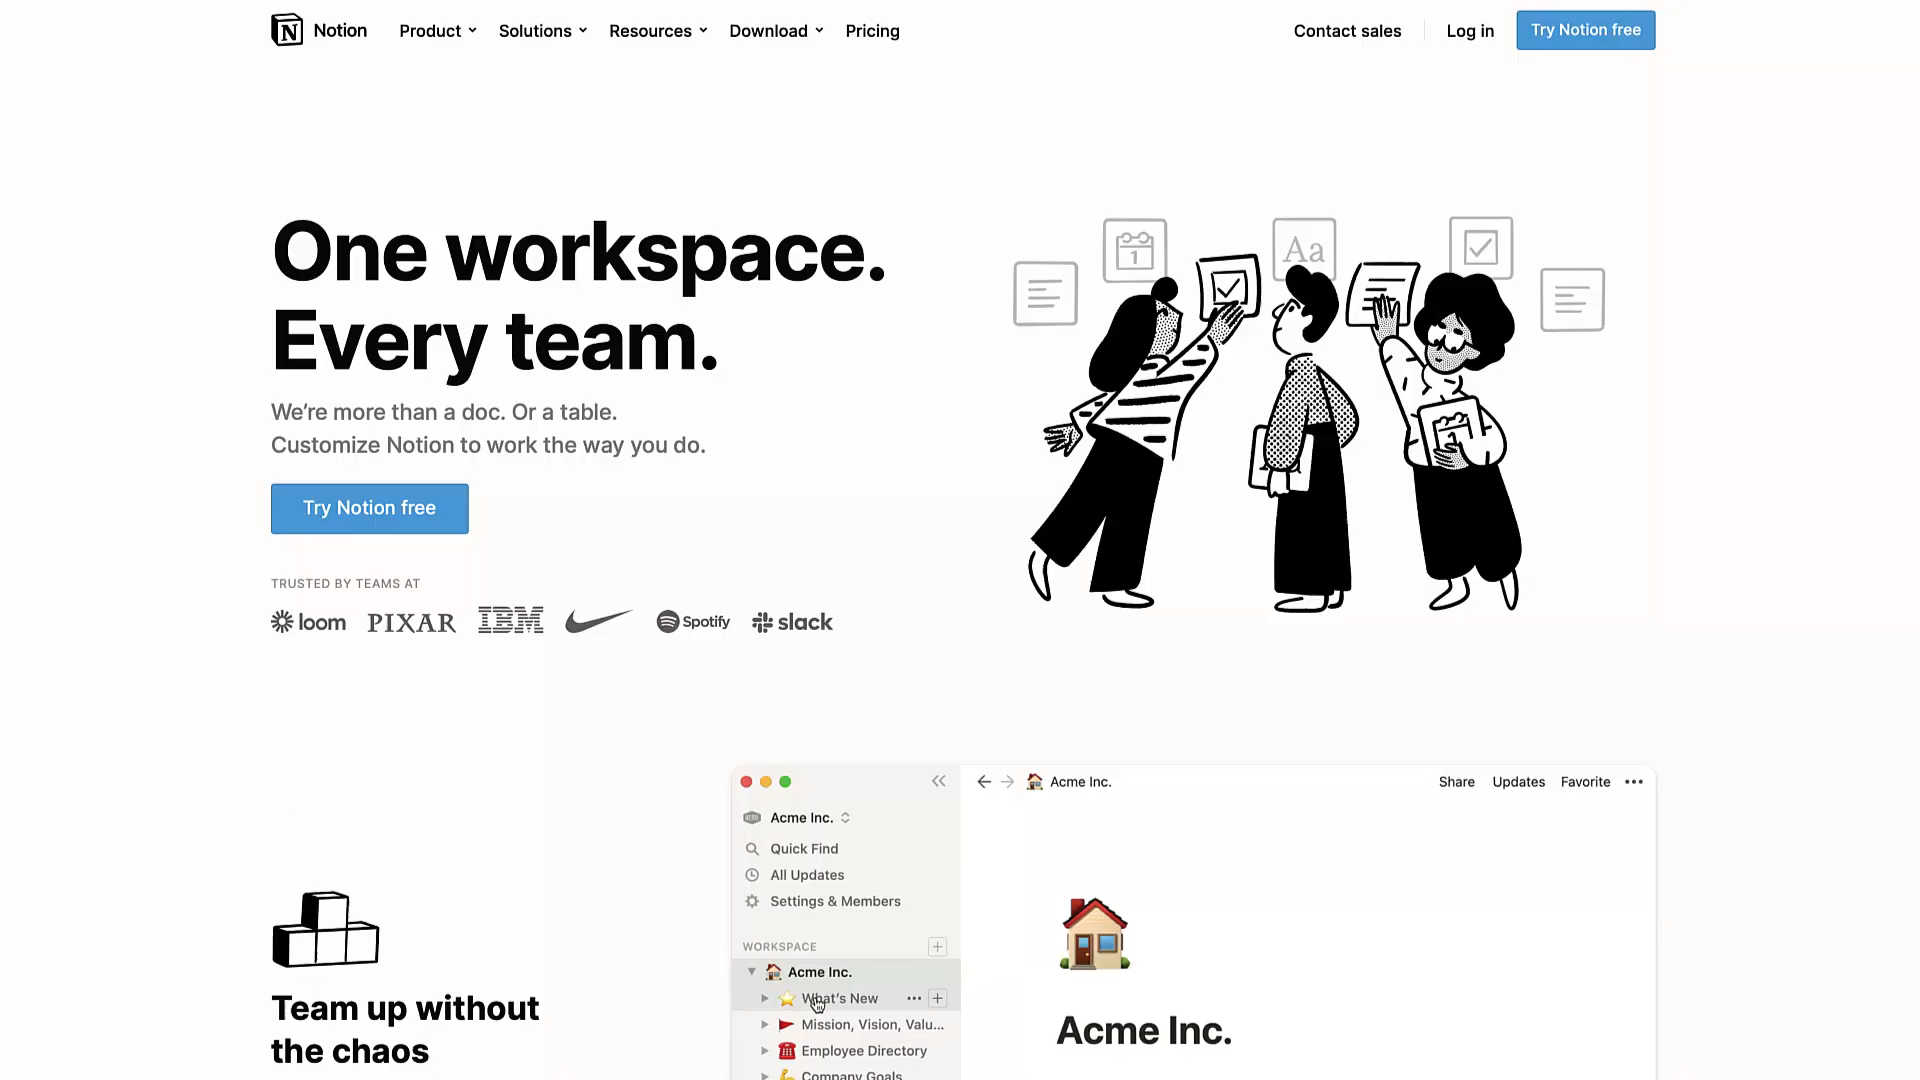 Notion
Product
Solutions
Resources
Download
Pricing
Contact sales
Log in
Try Notion free
One workspace.
Every team.
We're more than a doc. Or a table.
Customize Notion to work the way you do.
Try Notion free
TRUSTED BY TEAMS AT
loom
PIXAR
IBM
Spotify
slack
1
Aa
Team up without
the chaos
Acme Inc.
Quick Find
All Updates
Settings & Members
WORKSPACE
Acme Inc.
What's New
Mission, Vision, Valu...
Employee Directory
Company Goals
Acme Inc.
Share
Updates
Favorite
Acme Inc.